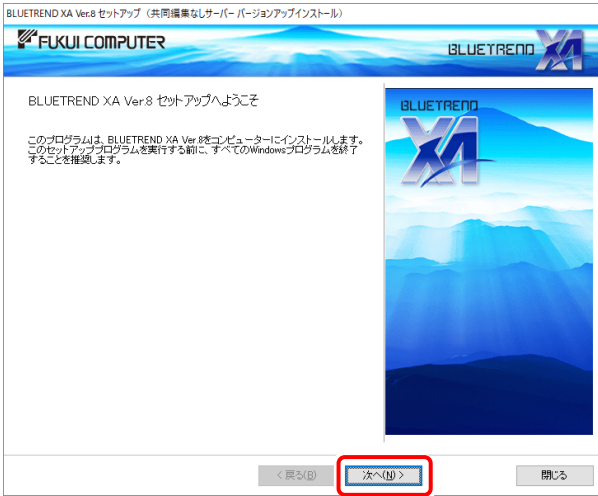 BLUETREND XA Ver.8 セットアップ（共同編集なしサーバー バージョンアップインストール）
FUKUI COMPUTER
BLUETREND XA
BLUETREND XA Ver.8 セットアップへようこそ
BLUETREND
XA
このプログラムは、BLUETREND XA Ver.8をコンピューターにインストールします。
このセットアッププログラムを実行する前に、すべてのWindowsプログラムを終了
することを推奨します。
< 戻る(B)
次へ(N) >
閉じる